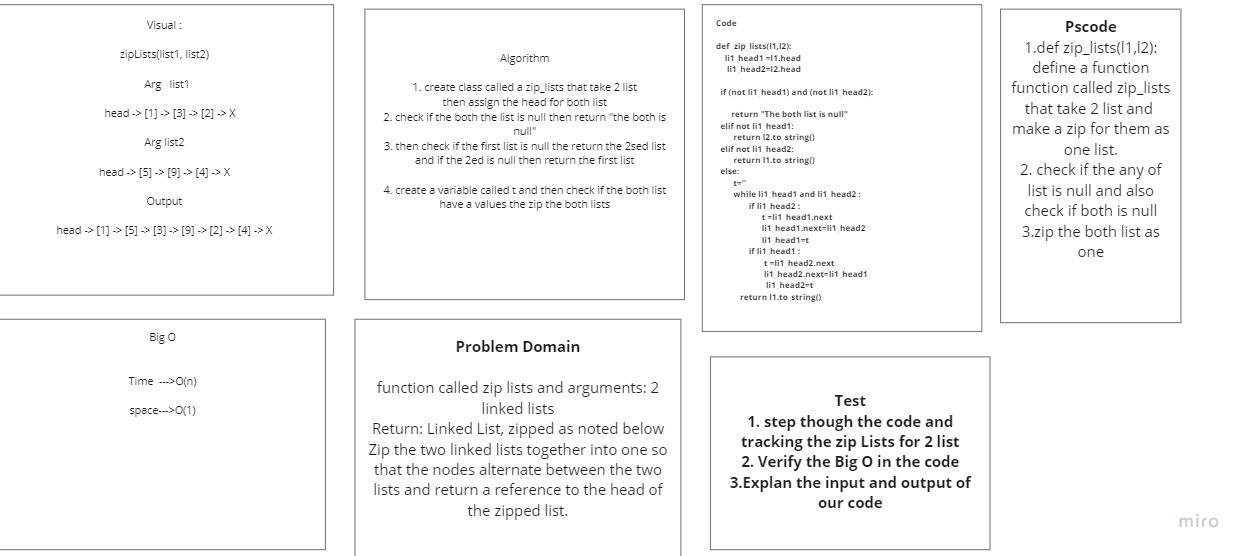 Visual :
zipLists(list1, list2)
Arg list1
head -> [1] -> [3] -> [2] -> X
Arg list2
head -> [5] -> [9] -> [4] -> X
Output
head -> [1] -> [5] -> [3] -> [9] -> [2] -> [4] -> X
Algorithm
1. create class called a zip_lists that take 2 list
then assign the head for both list
2. check if the both the list is null then return "the both is
null"
3. then check if the first list is null the return the 2sed list
and if the 2ed is null then return the first list
4. create a variable called t and then check if the both list
have a values the zip the both lists
Code
def zip_lists(l1,l2):
li1_head1 =l1.head
li1_head2=l2.head
if (not li1_head1) and (not li1_head2):
return "The both list is null"
elif not li1_head1:
return l2.to_string()
elif not li1_head2:
return l1.to_string()
else:
t=''
while li1_head1 and li1_head2 :
if li1_head2 :
t =li1_head1.next
li1_head1.next=li1_head2
li1_head1=t
if li1_head1 :
t =li1_head2.next
li1_head2.next=li1_head1
li1_head2=t
return l1.to_string()
Pscode
1.def zip_lists(l1,l2):
define a function
function called zip_lists
that take 2 list and
make a zip for them as
one list.
2. check if the any of
list is null and also
check if both is null
3.zip the both list as
one
Big O
Time --->O(n)
space--->O(1)
Problem Domain
function called zip lists and arguments: 2
linked lists
Return: Linked List, zipped as noted below
Zip the two linked lists together into one so
that the nodes alternate between the two
lists and return a reference to the head of
the zipped list.
Test
1. step though the code and
tracking the zip Lists for 2 list
2. Verify the Big O in the code
3.Explan the input and output of
our code
miro